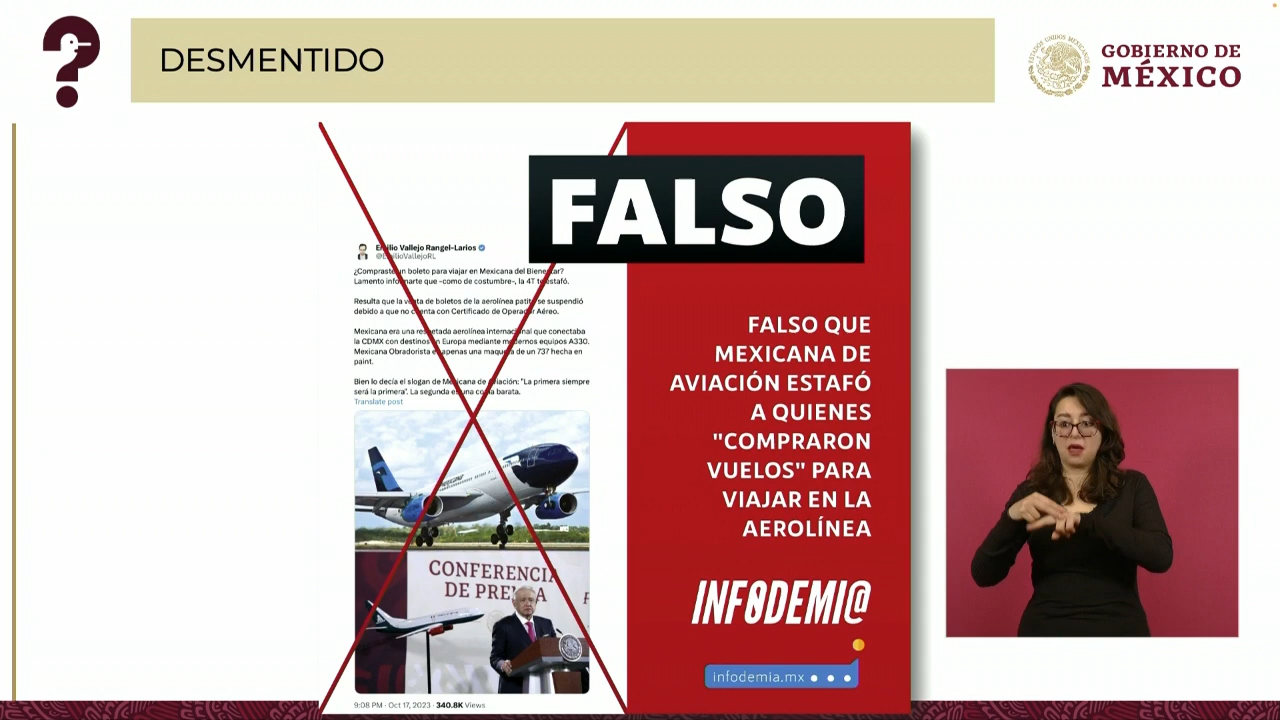 DESMENTIDO
GOBIERNO DE
MÉXICO
FALSO
Emilio Vallejo Rangel-Larios
@EmilioVallejoRL
¿Compraste un boleto para viajar en Mexicana del Bienestar?
Lamento informarte que -como de costumbre-, la 4T te estafó.
Resulta que la venta de boletos de la aerolínea patito se suspendió
debido a que no cuenta con Certificado de Operador Aéreo.
Mexicana era una respetada aerolínea internacional que conectaba
la CDMX con destinos en Europa mediante modernos equipos A330.
Mexicana Obradorista es apenas una maqueta de un 737 hecha en
paint.
Bien lo decía el slogan de Mexicana de Aviación: "La primera siempre
será la primera". La segunda es una copia barata.
Translate post
CONFERENCIA
DE PRENSA
9:08 PM · Oct 17, 2023 · 340.8K Views
FALSO QUE
MEXICANA DE
AVIACIÓN ESTAFÓ
A QUIENES
"COMPRARON
VUELOS" PARA
VIAJAR EN LA
AEROLÍNEA
INFODEMI@
infodemia.mx